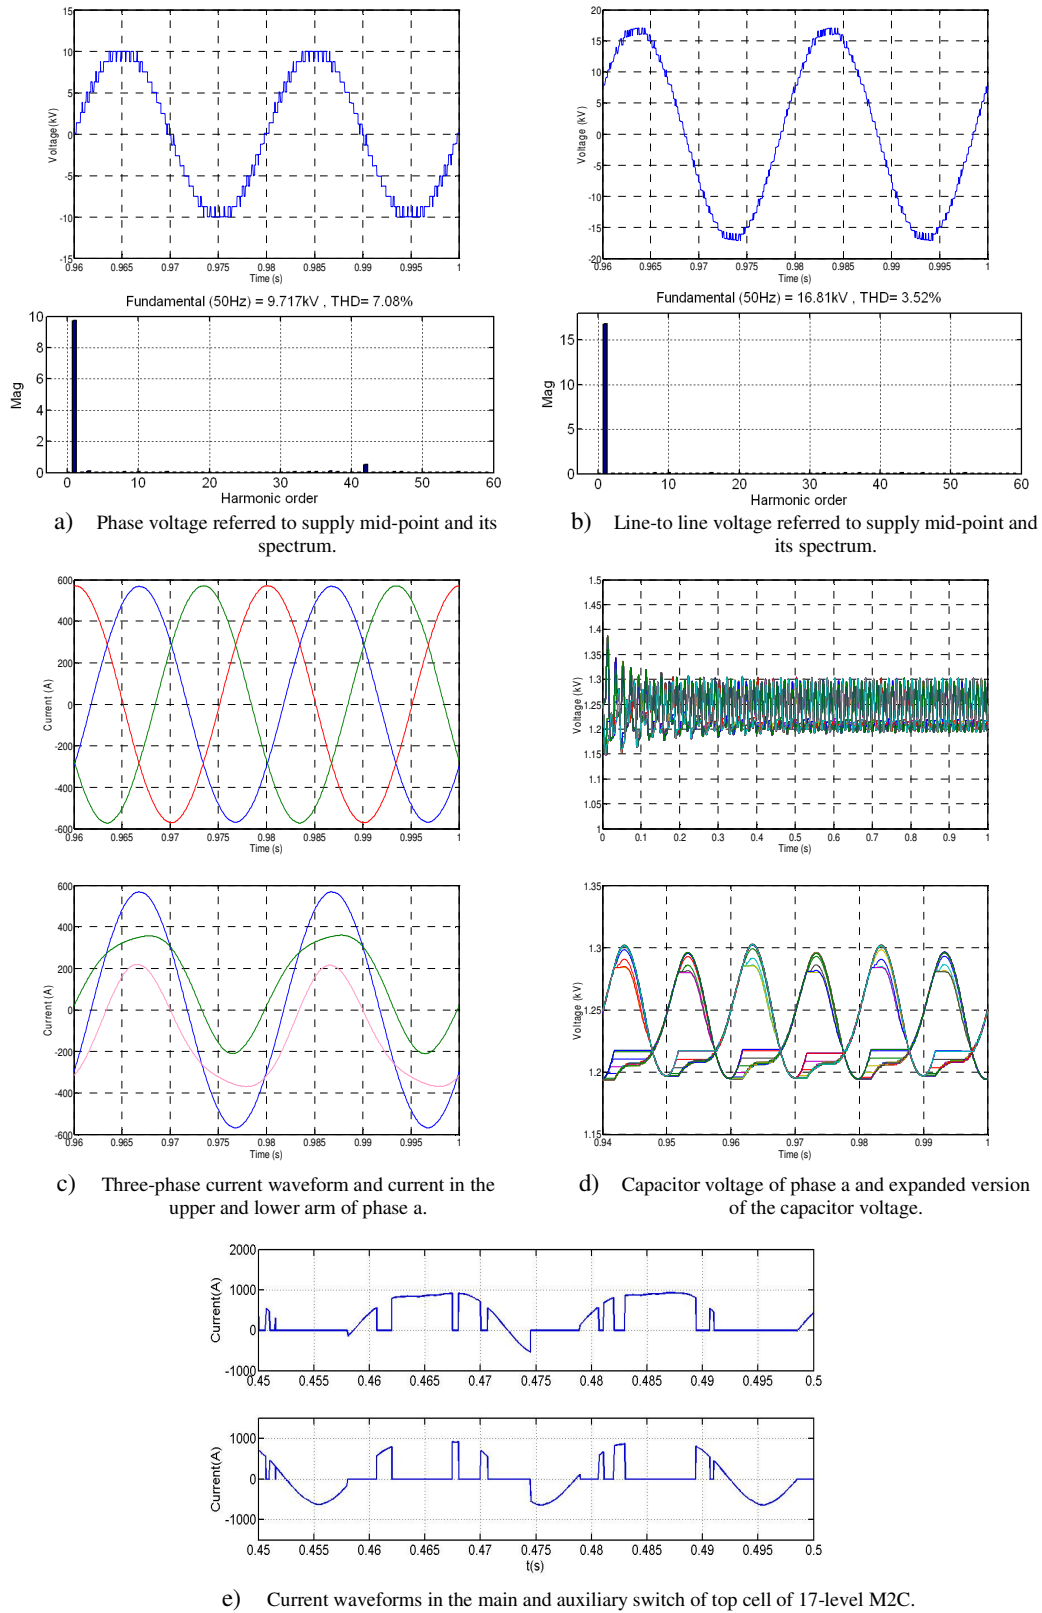 20
15
10
5
0
-5
-10
-15
Voltage(kV)
0.96 0.965 0.97 0.975 0.98 0.985 0.99 0.995 1
Time (s)
20
15
10
5
0
-5
-10
-15
-20
Voltage (kV)
0.96 0.965 0.97 0.975 0.98 0.985 0.99 0.995 1
Time (s)
Fundamental (50Hz) = 9.717kV , THD= 7.08%
10
8
6
4
2
0
Mag
0 10 20 30 40 50 60
Harmonic order
Fundamental (50Hz) = 16.81kV , THD= 3.52%
15
10
5
0
Mag
0 10 20 30 40 50 60
Harmonic order
a) Phase voltage referred to supply mid-point and its
spectrum.
b) Line-to line voltage referred to supply mid-point and
its spectrum.
600
400
200
0
-200
-400
-600
Current (A)
0.96 0.965 0.97 0.975 0.98 0.985 0.99 0.995 1
Time (s)
1.5
1.45
1.4
1.35
1.3
1.25
1.2
1.15
1.1
1.05
1
Voltage (kV)
0 0.1 0.2 0.3 0.4 0.5 0.6 0.7 0.8 0.9 1
Time (s)
600
400
200
0
-200
-400
-600
Current (A)
0.96 0.965 0.97 0.975 0.98 0.985 0.99 0.995 1
Time (s)
1.35
1.3
1.25
1.2
1.15
Voltage (kV)
0.94 0.95 0.96 0.97 0.98 0.99 1
Time (s)
c) Three-phase current waveform and current in the
upper and lower arm of phase a.
d) Capacitor voltage of phase a and expanded version
of the capacitor voltage.
2000
1000
0
-1000
Current(A)
0.45 0.455 0.46 0.465 0.47 0.475 0.48 0.485 0.49 0.495 0.5
1000
0
-1000
Current(A)
0.45 0.455 0.46 0.465 0.47 0.475 0.48 0.485 0.49 0.495 0.5
t(s)
e) Current waveforms in the main and auxiliary switch of top cell of 17-level M2C.